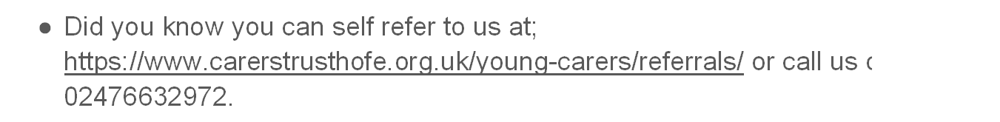 ● Did you know you can self refer to us at;
https://www.carerstrusthofe.org.uk/young-carers/referrals/ or call us
02476632972.